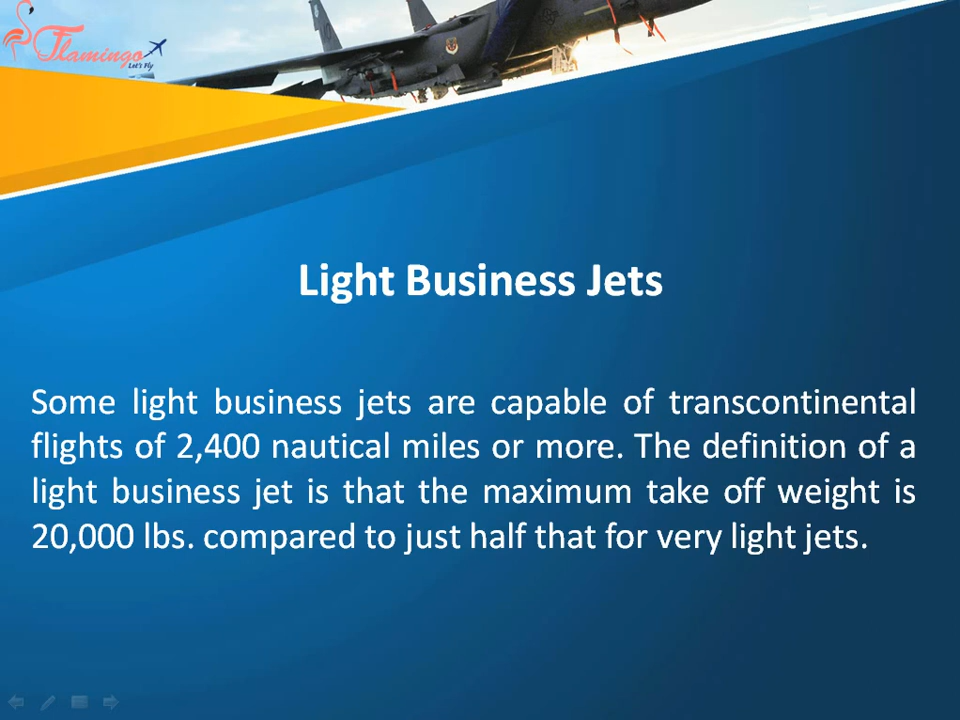 Flamingo
Let's Fly
Light Business Jets
Some light business jets are capable of transcontinental
flights of 2,400 nautical miles or more. The definition of a
light business jet is that the maximum take off weight is
20,000 lbs. compared to just half that for very light jets.